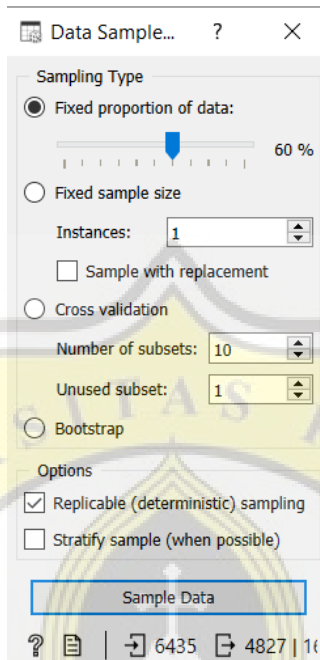 Data Sample... ? ×
Sampling Type
Fixed proportion of data:
60 %
Fixed sample size
Instances: 1
Sample with replacement
Cross validation
Number of subsets: 10
Unused subset: 1
Bootstrap
Options
Replicable (deterministic) sampling
Stratify sample (when possible)
Sample Data
? 6435 4827 | 16